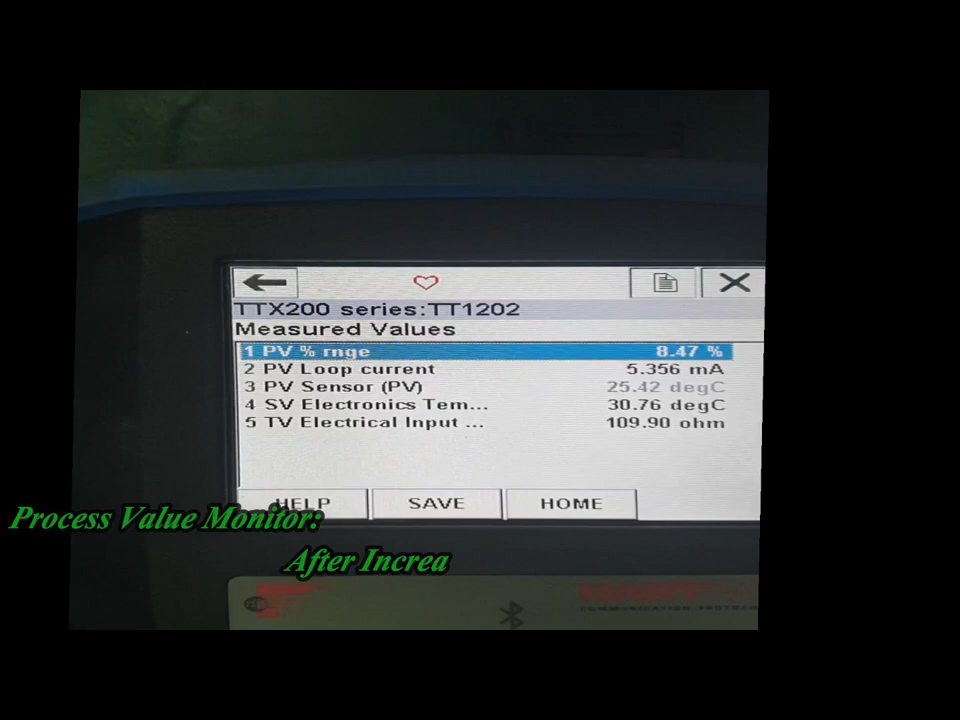 TTX200 series:TT1202
Measured Values
1 PV % rnge 8.47 %
2 PV Loop current 5.356 mA
3 PV Sensor (PV) 25.42 degC
4 SV Electronics Tem... 30.76 degC
5 TV Electrical Input ... 109.90 ohm
HELP SAVE HOME
Process Value Monitor:
After Increa